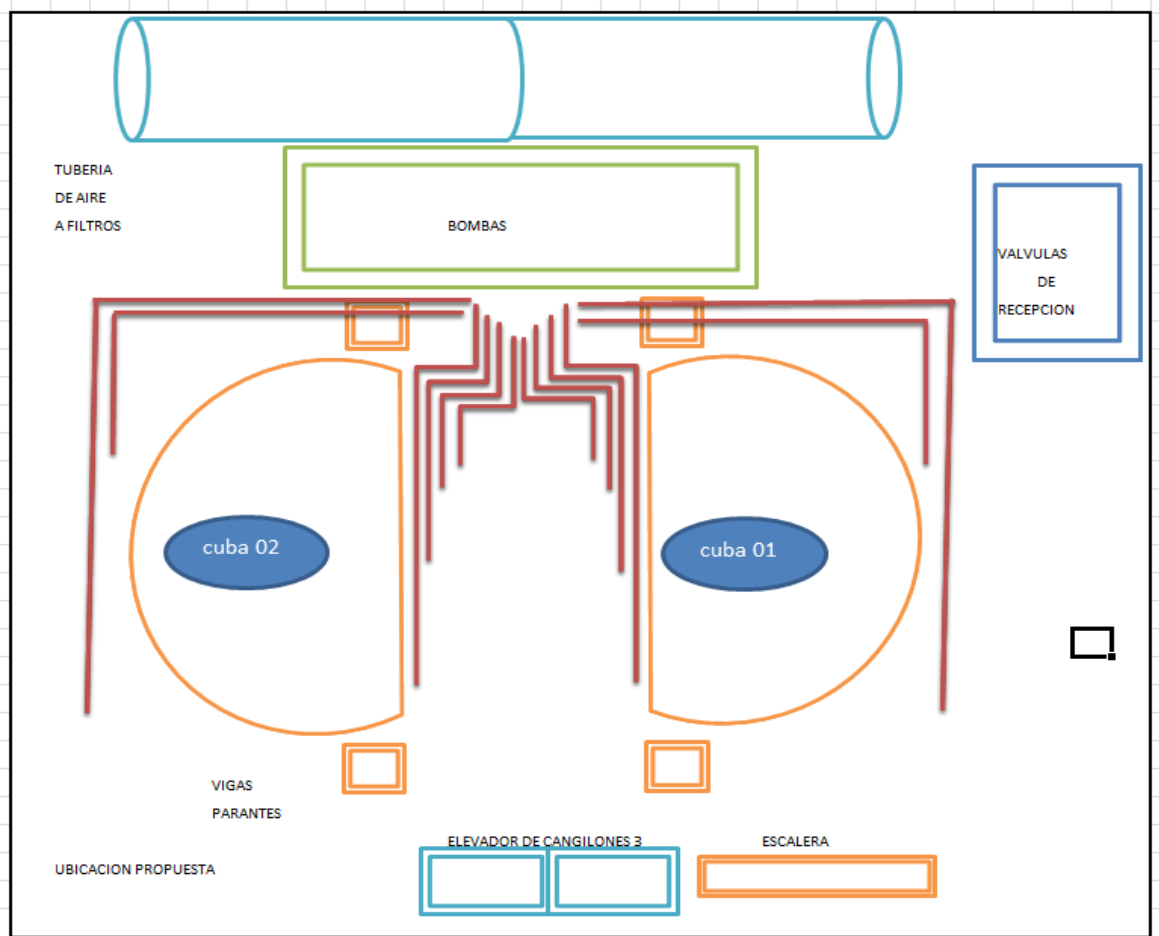 TUBERIA
DE AIRE
A FILTROS
BOMBAS
VALVULAS
DE
RECEPCION
cuba 02
cuba 01
VIGAS
PARANTES
ELEVADOR DE CANGILONES 3
ESCALERA
UBICACION PROPUESTA